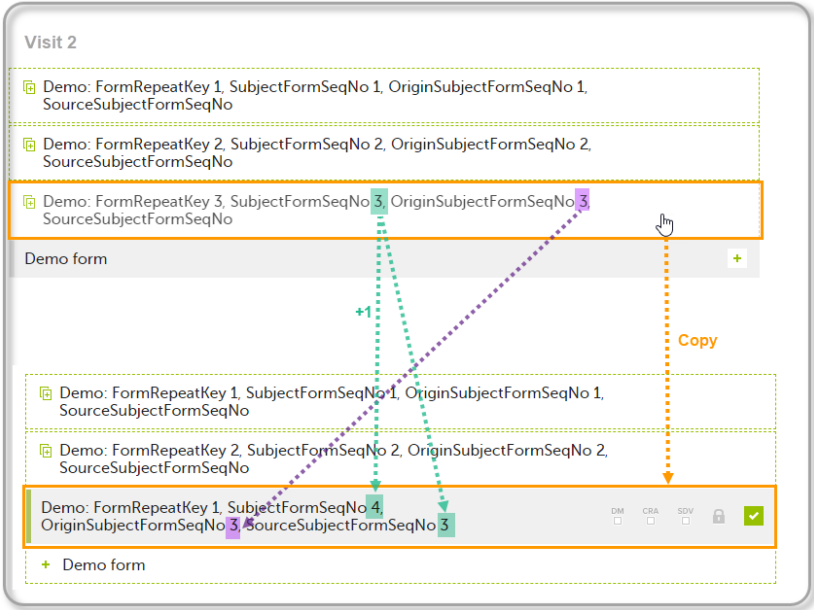 Visit 2
Demo: FormRepeatKey 1, SubjectFormSeqNo 1, OriginSubjectFormSeqNo 1,
SourceSubjectFormSeqNo
Demo: FormRepeatKey 2, SubjectFormSeqNo 2, OriginSubjectFormSeqNo 2,
SourceSubjectFormSeqNo
Demo: FormRepeatKey 3, SubjectFormSeqNo 3, OriginSubjectFormSeqNo 3,
SourceSubjectFormSeqNo
Demo form +
+1
Copy
Demo: FormRepeatKey 1, SubjectFormSeqNo 1, OriginSubjectFormSeqNo 1,
SourceSubjectFormSeqNo
Demo: FormRepeatKey 2, SubjectFormSeqNo 2, OriginSubjectFormSeqNo 2,
SourceSubjectFormSeqNo
Demo: FormRepeatKey 1, SubjectFormSeqNo 4,
OriginSubjectFormSeqNo 3, SourceSubjectFormSeqNo 3
DM CRA SDV
+ Demo form